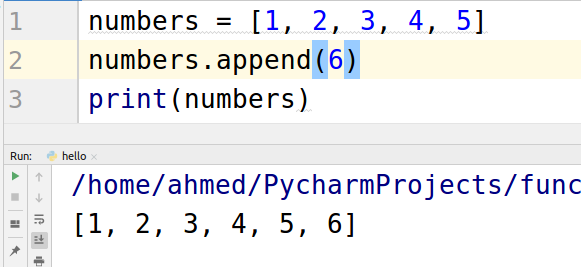 1 numbers = [1, 2, 3, 4, 5]
2 numbers.append(6)
3 print(numbers)
Run: hello ×
/home/ahmed/PycharmProjects/func
[1, 2, 3, 4, 5, 6]